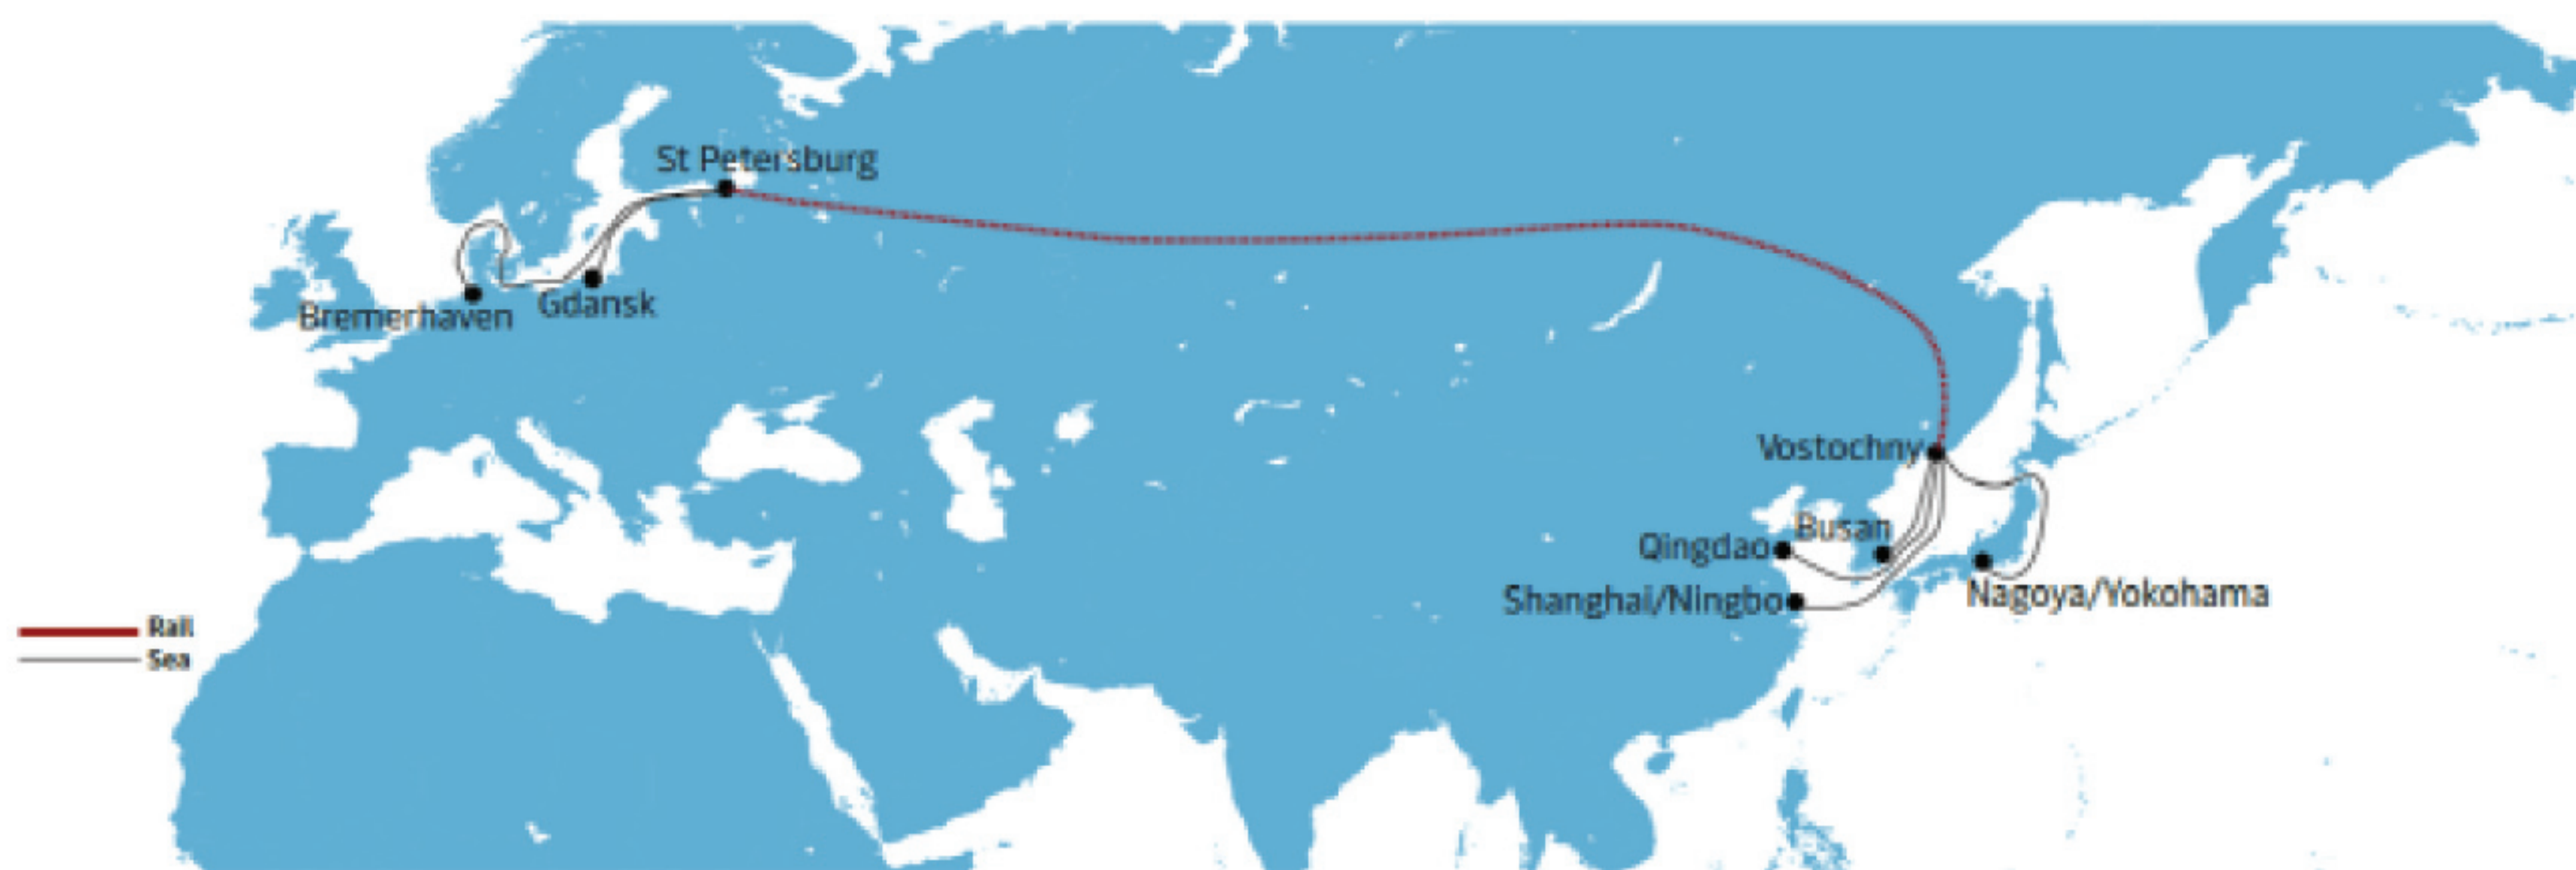 St Petersburg
Bremerhaven
Gdansk
Vostochny
Busan
Qingdao
Shanghai/Ningbo
Nagoya/Yokohama
Rail
Sea